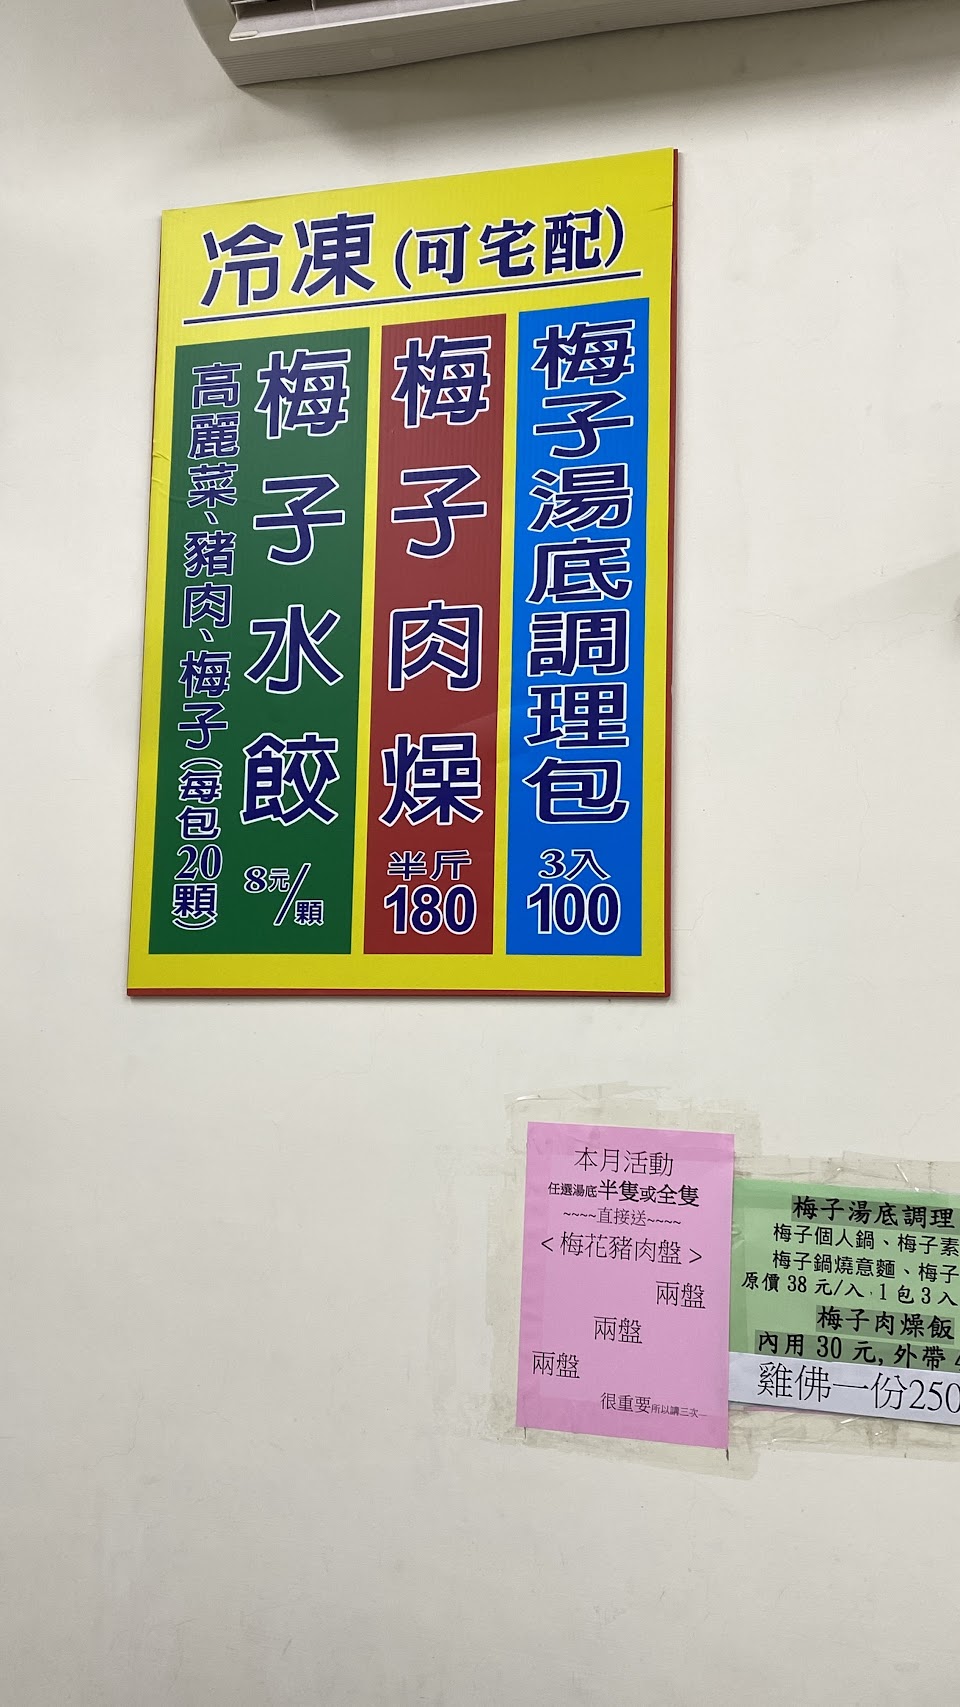 冷凍(可宅配)
梅子湯底調理包
3入
100
梅子肉燥
半斤
180
梅子水餃
8元/顆
高麗菜、豬肉、梅子(每包20顆)
本月活動
任選湯底半隻或全隻
~~~~直接送~~~~
<梅花豬肉盤>
兩盤
兩盤
兩盤
很重要所以講三次
梅子湯底調理
梅子個人鍋、梅子素
梅子鍋燒意麵、梅子
原價38元/入,1包3入
梅子肉燥飯
內用30元,外帶
雞佛一份250